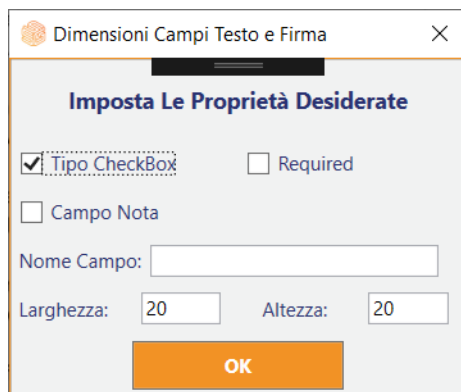 Dimensioni Campi Testo e Firma
Imposta Le Proprietà Desiderate
Tipo CheckBox Required
Campo Nota
Nome Campo:
Larghezza: 20 Altezza: 20
OK